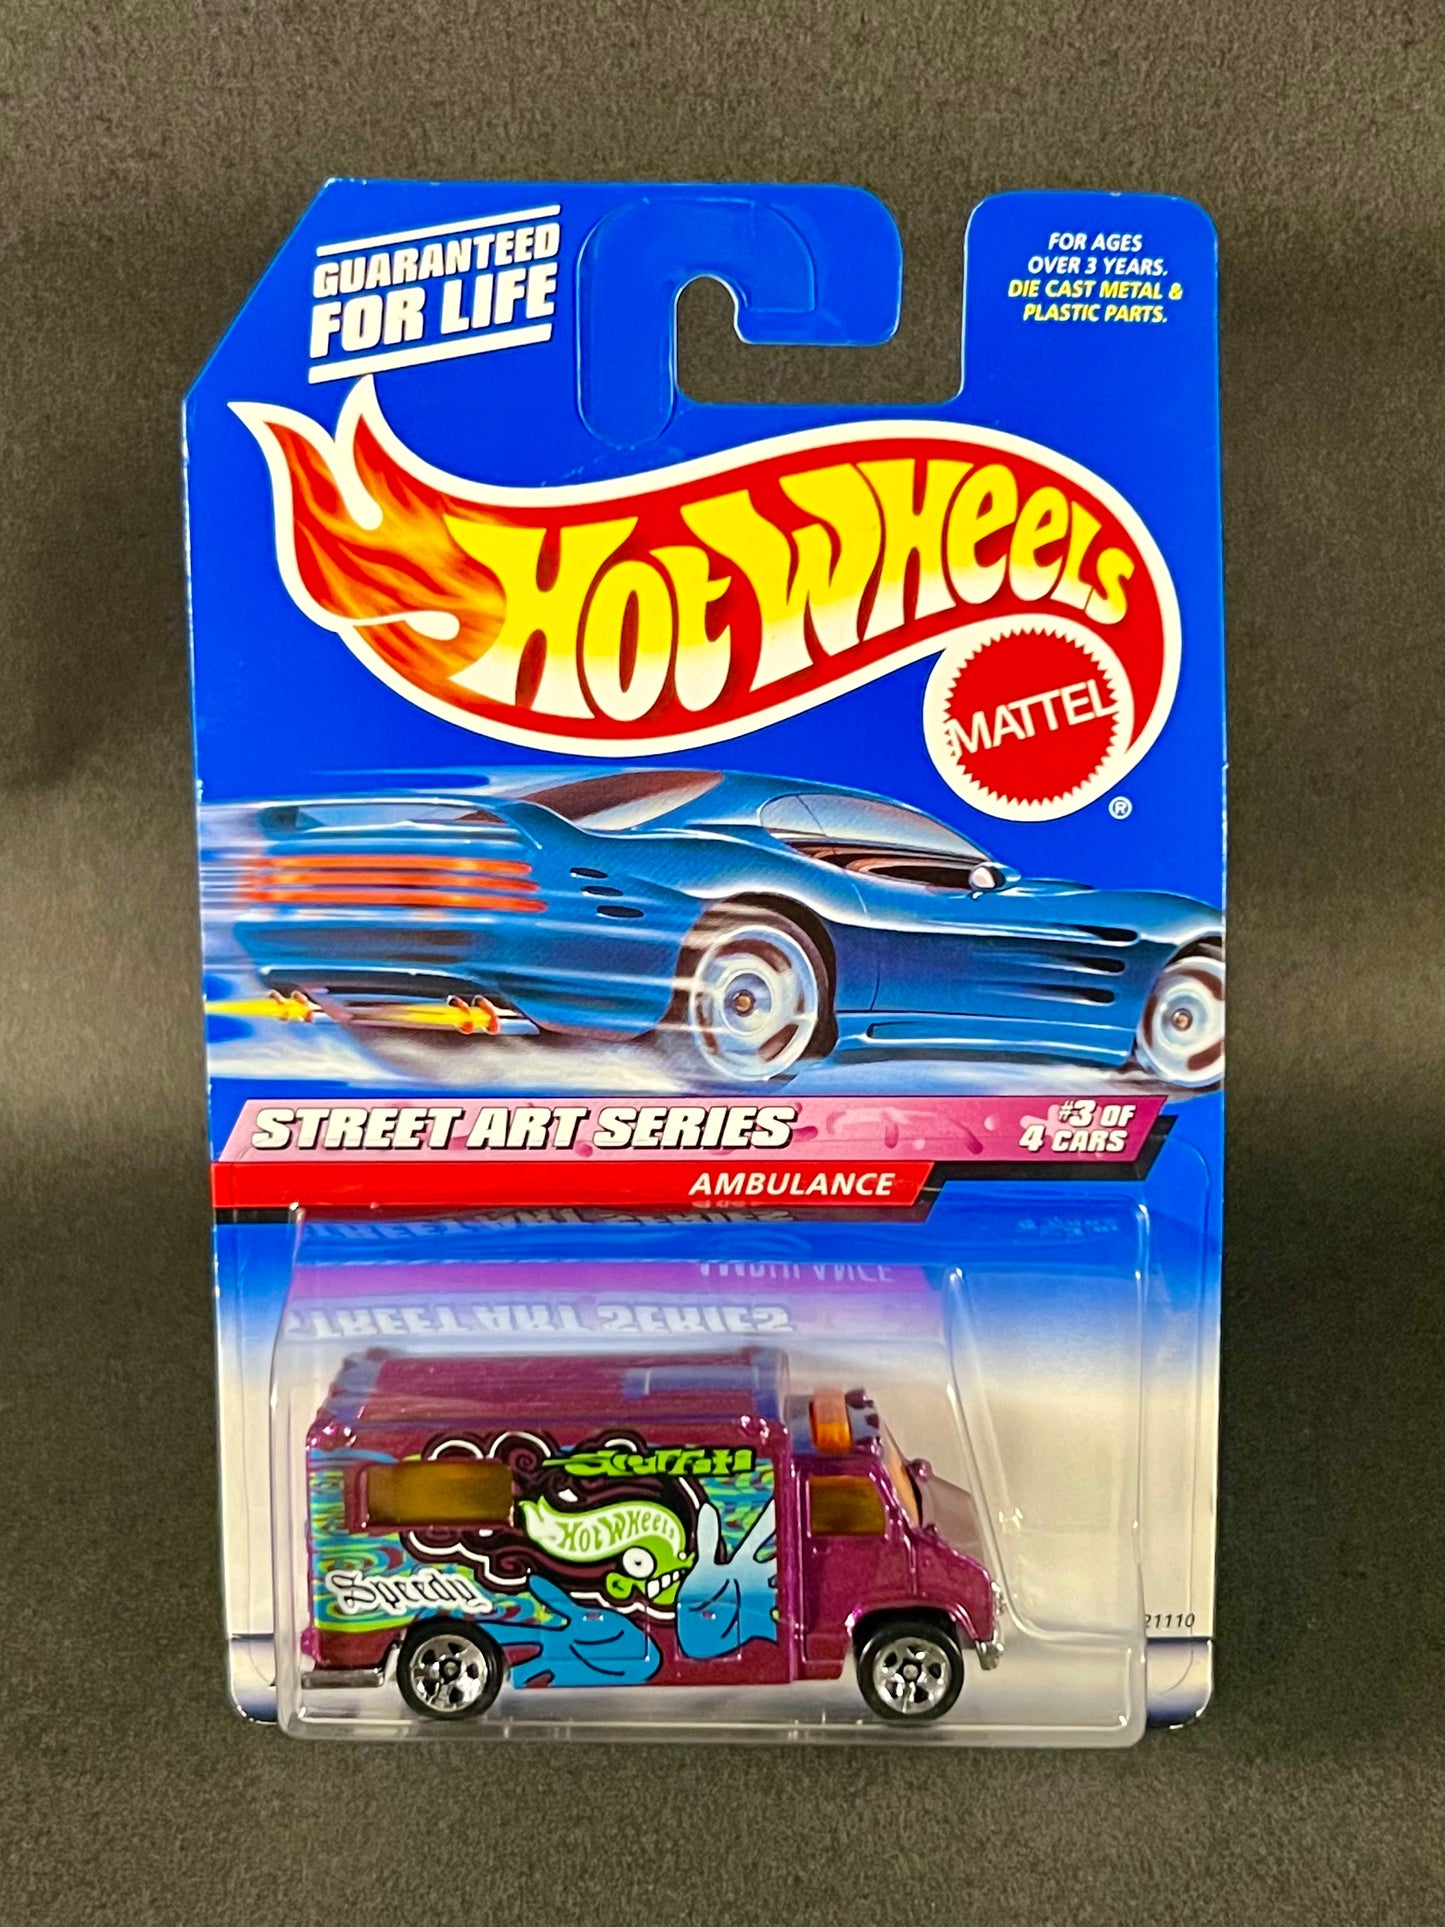 GUARANTEED
FOR LIFE
FOR AGES
OVER 3 YEARS.
DIE CAST METAL &
PLASTIC PARTS.
HOT WHEELS
MATTEL
®
STREET ART SERIES
#3 OF
4 CARS
AMBULANCE
HOT WHEELS
Speedy
21110